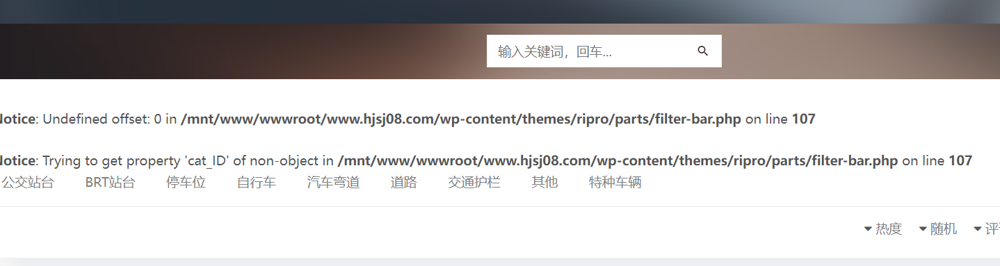 输入关键词，回车...
Notice: Undefined offset: 0 in /mnt/www/wwwroot/www.hjsj08.com/wp-content/themes/ripro/parts/filter-bar.php on line 107
Notice: Trying to get property 'cat_ID' of non-object in /mnt/www/wwwroot/www.hjsj08.com/wp-content/themes/ripro/parts/filter-bar.php on line 107
公交站台 BRT站台 停车位 自行车 汽车弯道 道路 交通护栏 其他 特种车辆
热度 随机 评